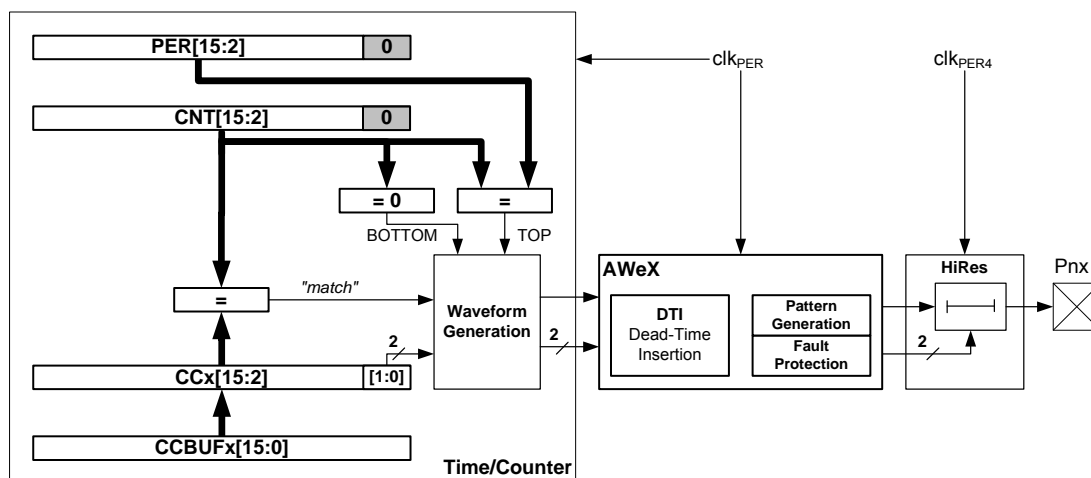 PER[15:2] 0
clkPER
clkPER4
CNT[15:2] 0
= 0
=
BOTTOM
TOP
AWeX
HiRes
Pnx
=
"match"
Waveform
Generation
2
DTI
Dead-Time
Insertion
Pattern
Generation
Fault
Protection
2
2
CCx[15:2] [1:0]
CCBUFx[15:0]
Time/Counter